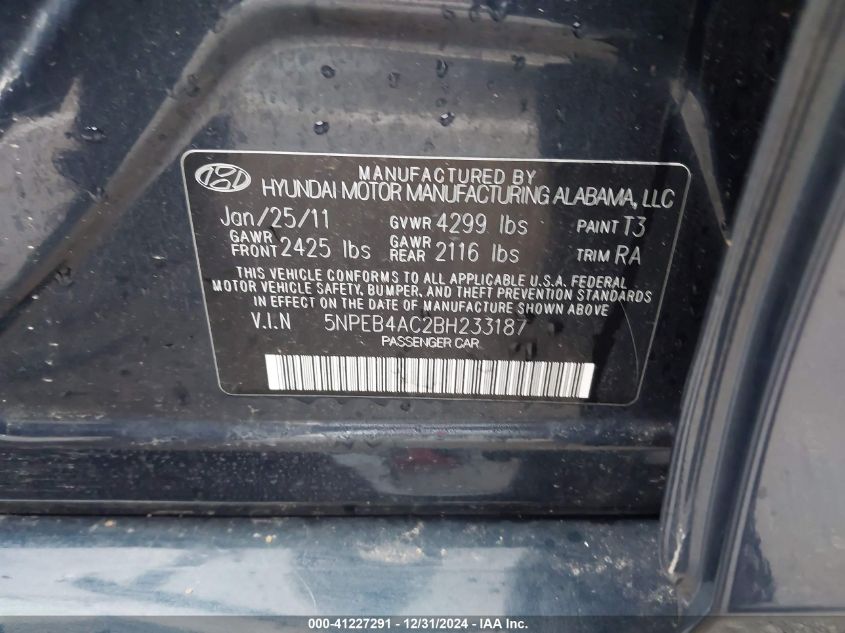 MANUFACTURED BY
HYUNDAI MOTOR MANUFACTURING ALABAMA, LLC
Jan/25/11 GVWR 4299 lbs PAINT T3
GAWR FRONT 2425 lbs GAWR REAR 2116 lbs TRIM RA
THIS VEHICLE CONFORMS TO ALL APPLICABLE U.S.A. FEDERAL
MOTOR VEHICLE SAFETY, BUMPER, AND THEFT PREVENTION STANDARDS
IN EFFECT ON THE DATE OF MANUFACTURE SHOWN ABOVE
V.I.N 5NPEB4AC2BH233187
PASSENGER CAR
000-41227291 - 12/31/2024 - IAA Inc.